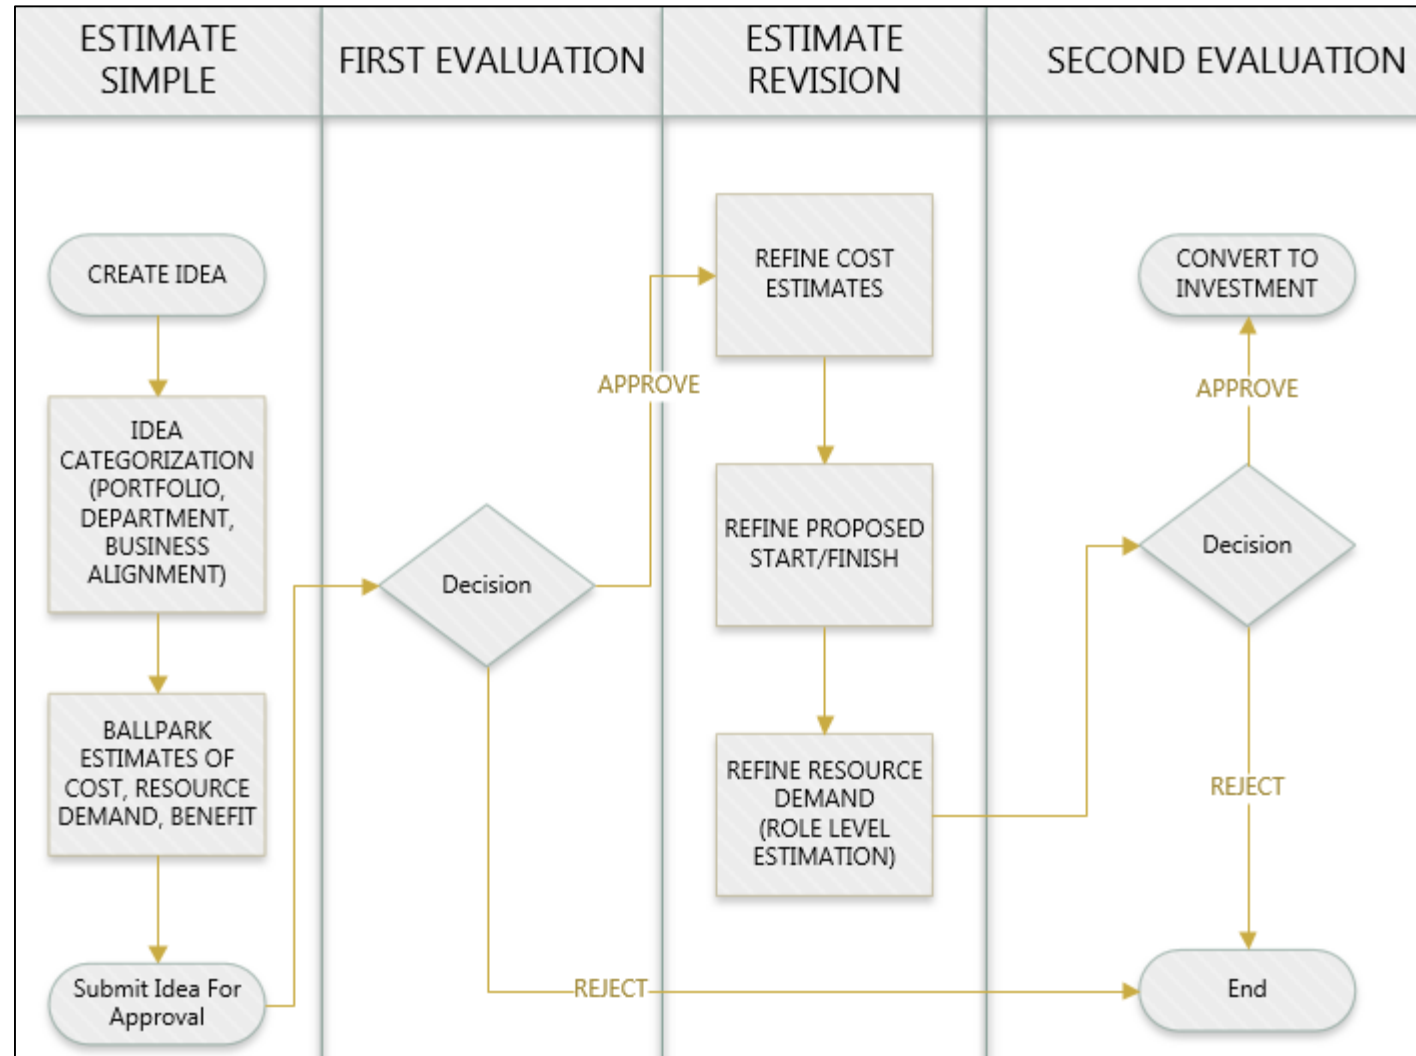 ESTIMATE
SIMPLE
FIRST EVALUATION
ESTIMATE
REVISION
SECOND EVALUATION
CREATE IDEA
IDEA
CATEGORIZATION
(PORTFOLIO,
DEPARTMENT,
BUSINESS
ALIGNMENT)
BALLPARK
ESTIMATES OF
COST, RESOURCE
DEMAND, BENEFIT
Submit Idea For
Approval
Decision
APPROVE
REJECT
REFINE COST
ESTIMATES
REFINE PROPOSED
START/FINISH
REFINE RESOURCE
DEMAND
(ROLE LEVEL
ESTIMATION)
CONVERT TO
INVESTMENT
APPROVE
Decision
REJECT
End